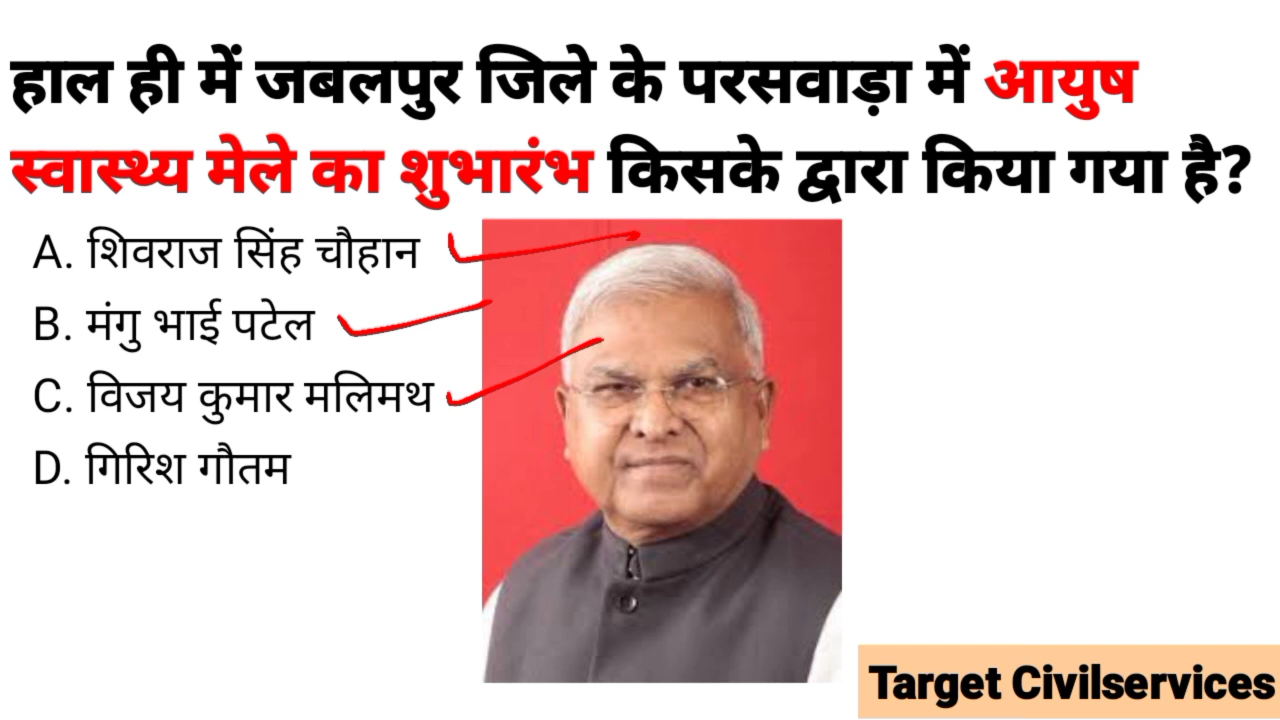 हाल ही में जबलपुर जिले के परसवाड़ा में आयुष
स्वास्थ्य मेले का शुभारंभ किसके द्वारा किया गया है?
A. शिवराज सिंह चौहान
B. मंगु भाई पटेल
C. विजय कुमार मलिमथ
D. गिरिश गौतम
Target Civilservices